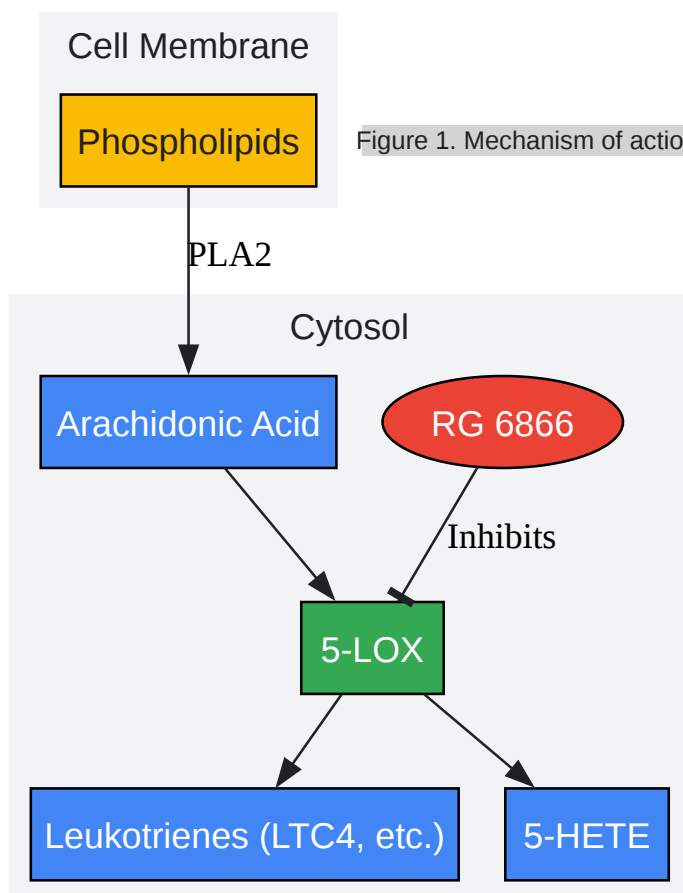 Cell Membrane
Phospholipids
Figure 1. Mechanism of actio
PLA2
Cytosol
Arachidonic Acid
RG 6866
Inhibits
5-LOX
Leukotrienes (LTC4, etc.)
5-HETE